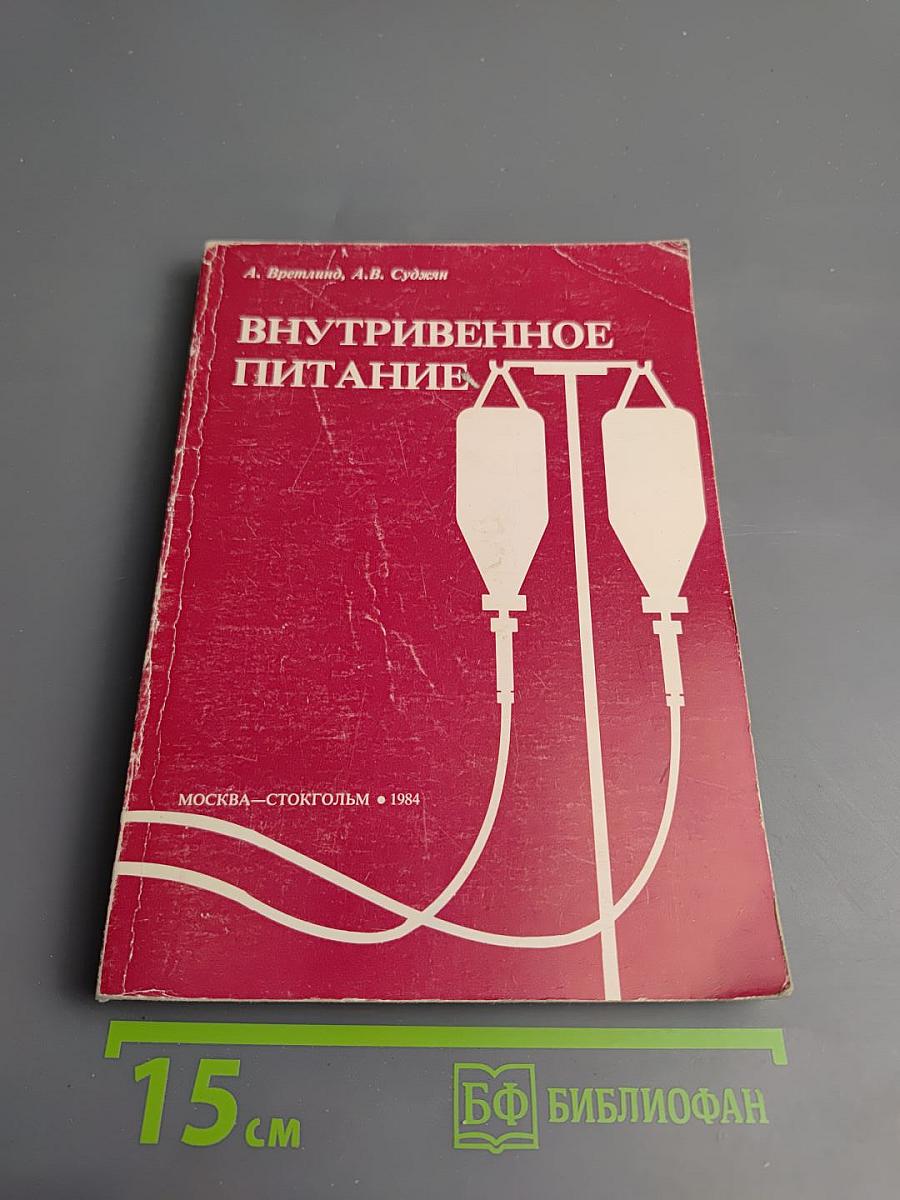 А. Вретлинд, А.В. Суджян
ВНУТРИВЕННОЕ
ПИТАНИЕ
МОСКВА—СТОКГОЛЬМ • 1984
15 см
БФ БИБЛИОФАН